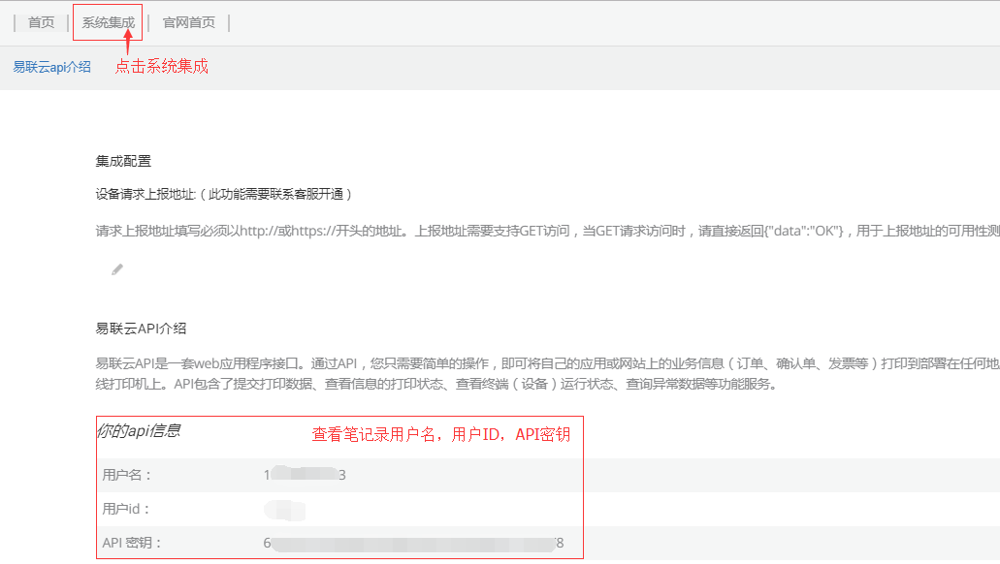 首页 系统集成 官网首页
易联云api介绍 点击系统集成
集成配置
设备请求上报地址:（此功能需要联系客服开通）
请求上报地址填写必须以http://或https://开头的地址。上报地址需要支持GET访问，当GET请求访问时，请直接返回{"data":"OK"}，用于上报地址的可用性测
易联云API介绍
易联云API是一套web应用程序接口。通过API，您只需要简单的操作，即可将自己的应用或网站上的业务信息（订单、确认单、发票等）打印到部署在任何地
线打印机上。API包含了提交打印数据、查看信息的打印状态、查看终端（设备）运行状态、查询异常数据等功能服务。
你的api信息 查看笔记录用户名，用户ID，API密钥
用户名： 1 3
用户id：
API 密钥： 6 8